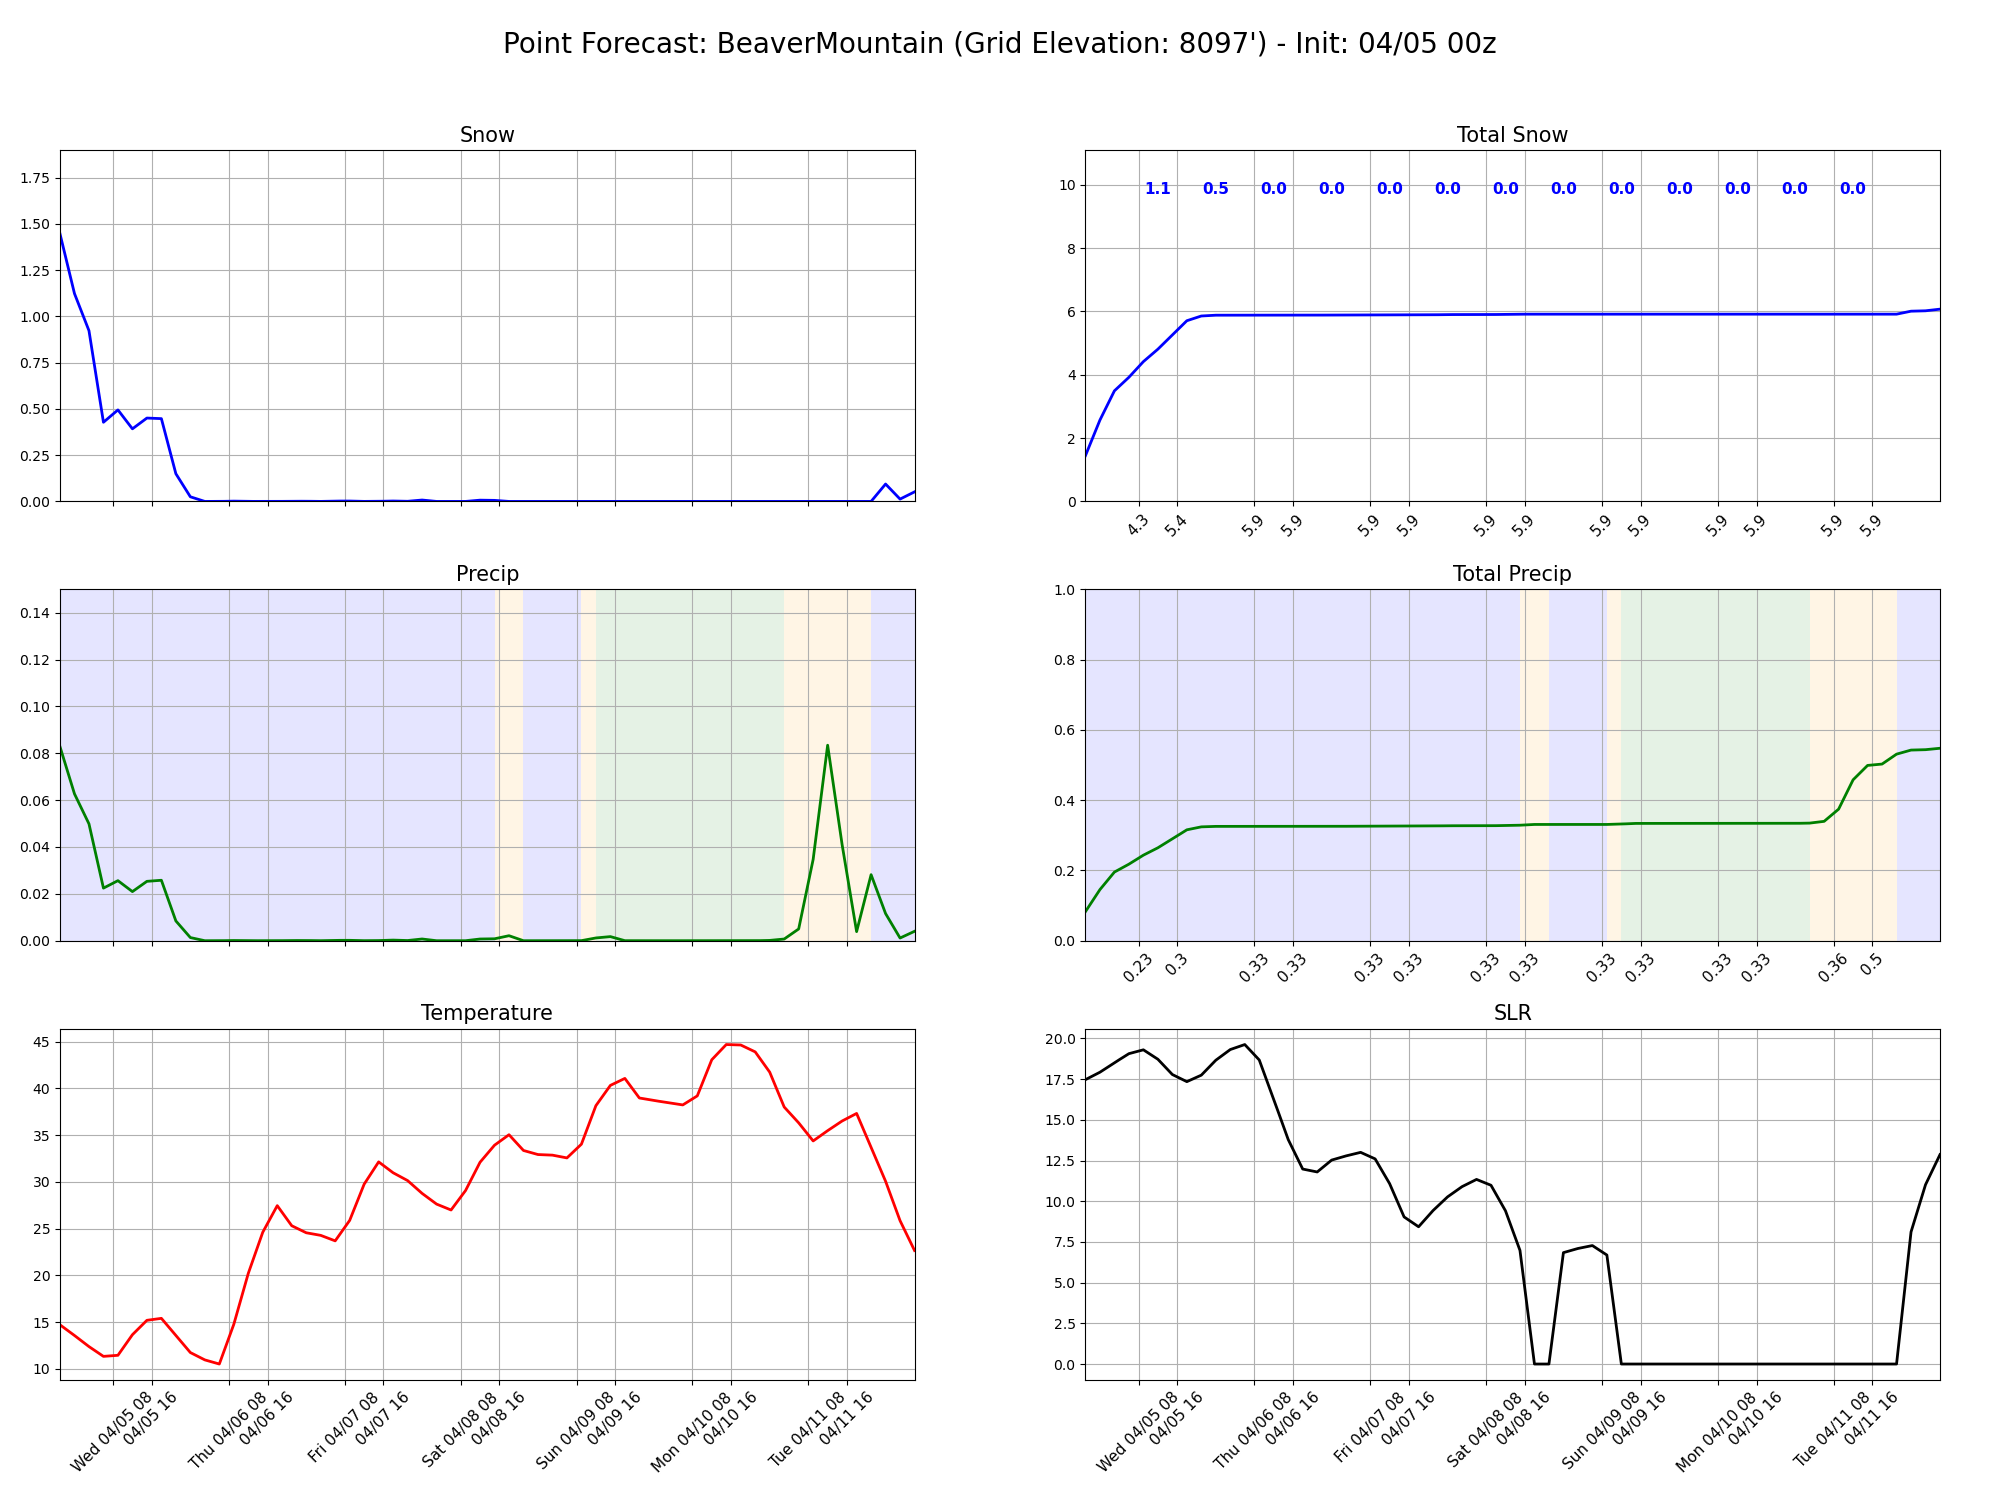 Point Forecast: BeaverMountain (Grid Elevation: 8097') - Init: 04/05 00z
Snow
1.75
1.50
1.25
1.00
0.75
0.50
0.25
0.00
Total Snow
10
8
6
4
2
0
1.1 0.5 0.0 0.0 0.0 0.0 0.0 0.0 0.0 0.0 0.0 0.0 0.0
4.3 5.4 5.9 5.9 5.9 5.9 5.9 5.9 5.9 5.9 5.9 5.9 5.9 5.9
Precip
0.14
0.12
0.10
0.08
0.06
0.04
0.02
0.00
Total Precip
1.0
0.8
0.6
0.4
0.2
0.0
0.23 0.3 0.33 0.33 0.33 0.33 0.33 0.33 0.33 0.33 0.33 0.33 0.36 0.5
Temperature
45
40
35
30
25
20
15
10
Wed 04/05 08
04/05 16
Thu 04/06 08
04/06 16
Fri 04/07 08
04/07 16
Sat 04/08 08
04/08 16
Sun 04/09 08
04/09 16
Mon 04/10 08
04/10 16
Tue 04/11 08
04/11 16
SLR
20.0
17.5
15.0
12.5
10.0
7.5
5.0
2.5
0.0
Wed 04/05 08
04/05 16
Thu 04/06 08
04/06 16
Fri 04/07 08
04/07 16
Sat 04/08 08
04/08 16
Sun 04/09 08
04/09 16
Mon 04/10 08
04/10 16
Tue 04/11 08
04/11 16